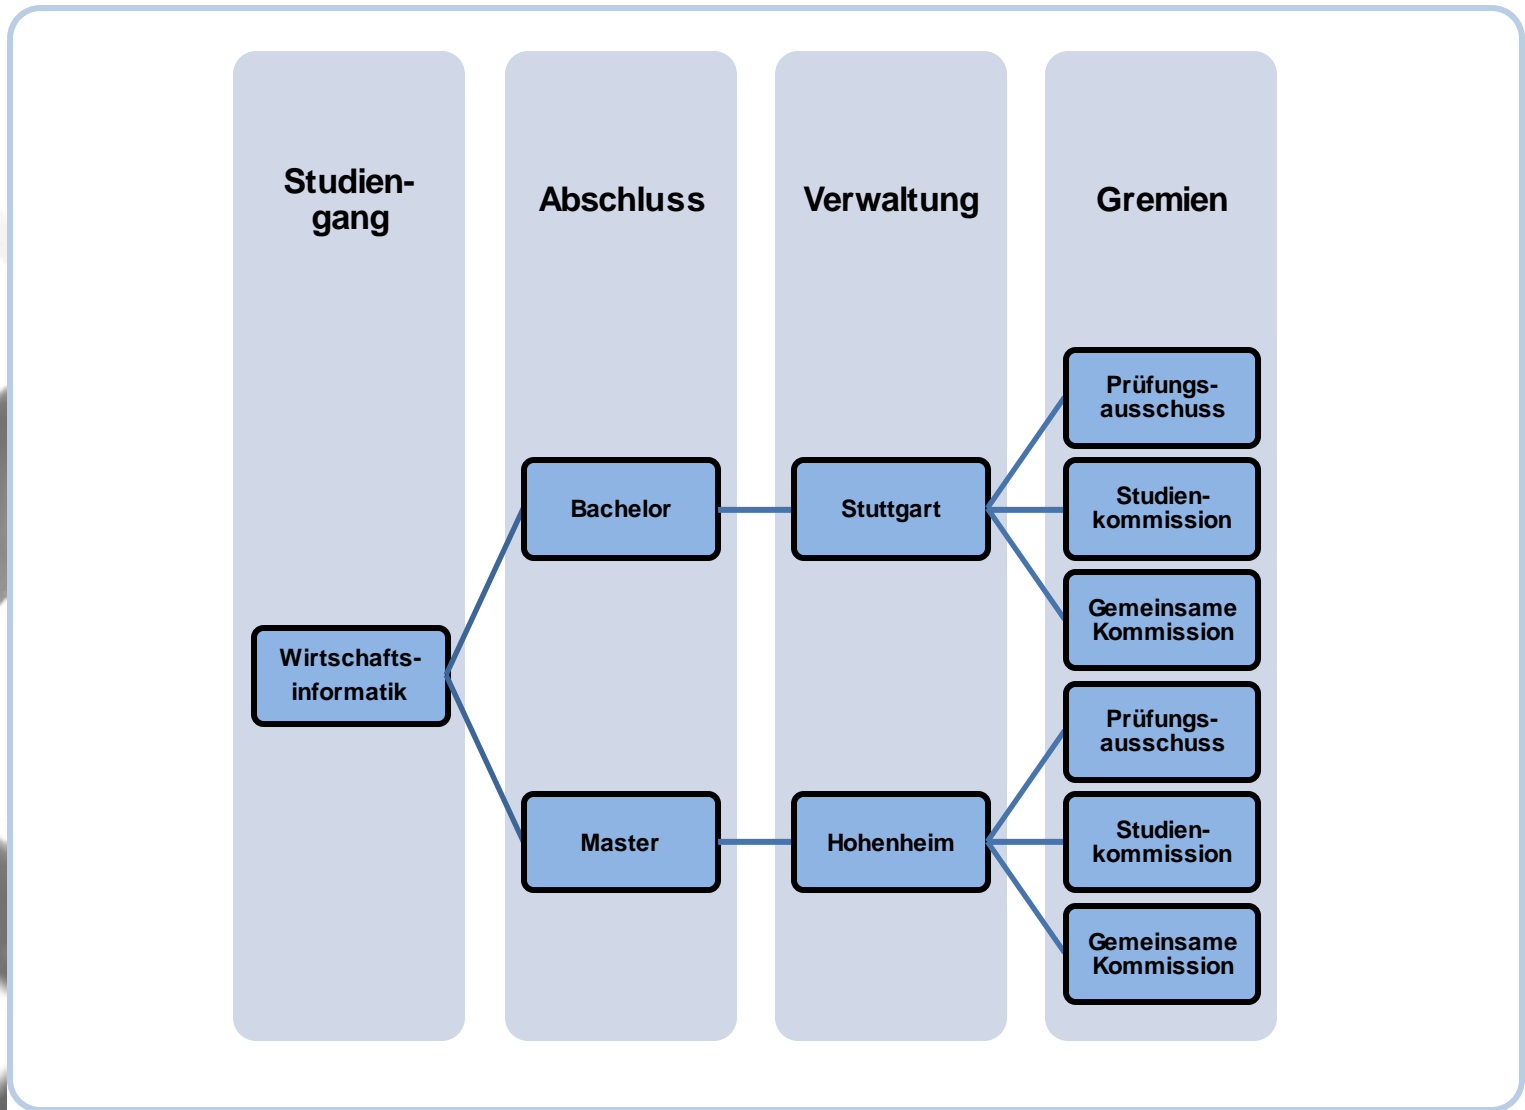 Studien-
gang
Abschluss
Verwaltung
Gremien
Wirtschafts-
informatik
Bachelor
Master
Stuttgart
Hohenheim
Prüfungs-
ausschuss
Studien-
kommission
Gemeinsame
Kommission
Prüfungs-
ausschuss
Studien-
kommission
Gemeinsame
Kommission